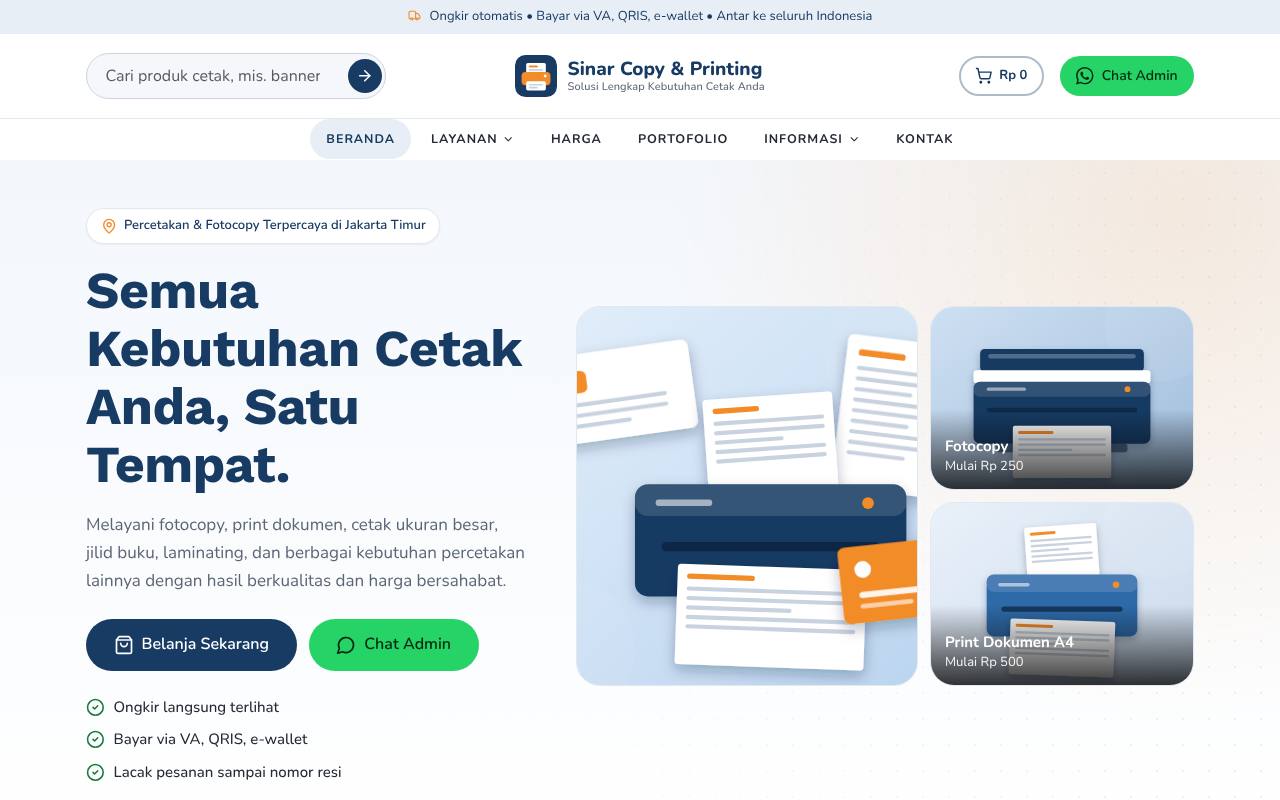 Ongkir otomatis • Bayar via VA, QRIS, e-wallet • Antar ke seluruh Indonesia
Cari produk cetak, mis. banner
Sinar Copy & Printing
Solusi Lengkap Kebutuhan Cetak Anda
Rp 0
Chat Admin
BERANDA
LAYANAN
HARGA
PORTOFOLIO
INFORMASI
KONTAK
Percetakan & Fotocopy Terpercaya di Jakarta Timur
Semua
Kebutuhan Cetak
Anda, Satu
Tempat.
Melayani fotocopy, print dokumen, cetak ukuran besar,
jilid buku, laminating, dan berbagai kebutuhan percetakan
lainnya dengan hasil berkualitas dan harga bersahabat.
Belanja Sekarang
Chat Admin
Ongkir langsung terlihat
Bayar via VA, QRIS, e-wallet
Lacak pesanan sampai nomor resi
Fotocopy
Mulai Rp 250
Print Dokumen A4
Mulai Rp 500